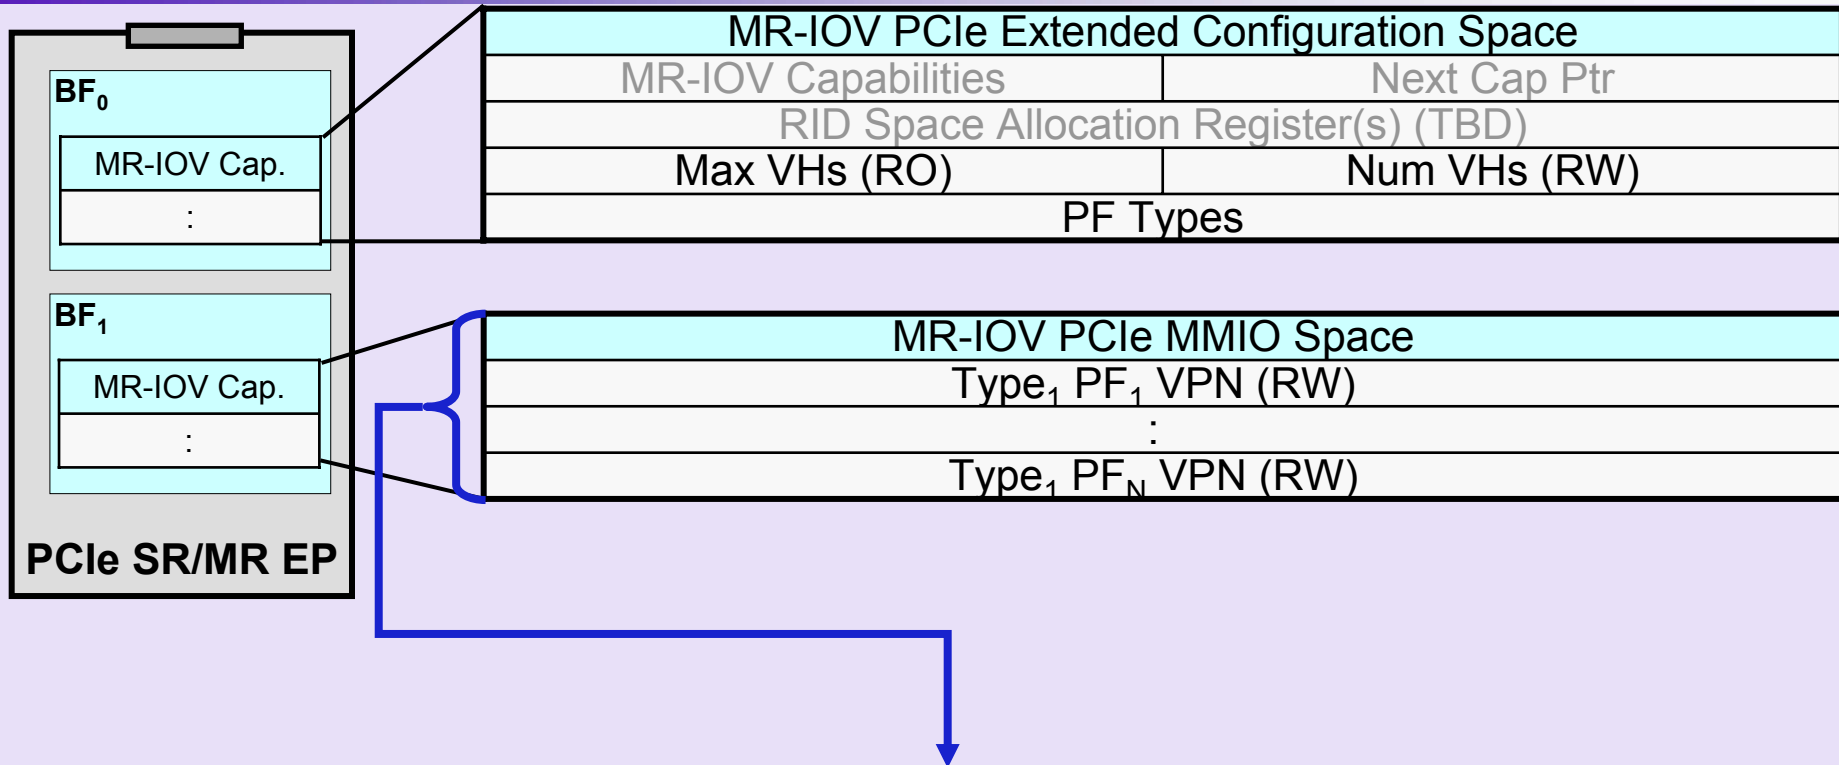 BF₀
MR-IOV Cap.
:
BF₁
MR-IOV Cap.
:
PCIe SR/MR EP
MR-IOV PCIe Extended Configuration Space
MR-IOV Capabilities Next Cap Ptr
RID Space Allocation Register(s) (TBD)
Max VHs (RO) Num VHs (RW)
PF Types
MR-IOV PCIe MMIO Space
Type₁ PF₁ VPN (RW)
:
Type₁ PF_N VPN (RW)